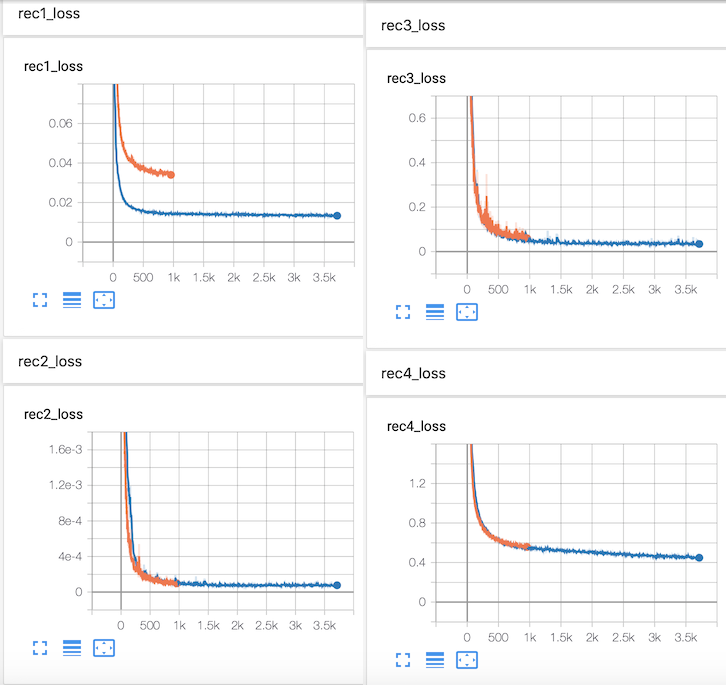 rec1_loss
rec1_loss
0.06
0.04
0.02
0
0 500 1k 1.5k 2k 2.5k 3k 3.5k
rec2_loss
rec2_loss
1.6e-3
1.2e-3
8e-4
4e-4
0
0 500 1k 1.5k 2k 2.5k 3k 3.5k
rec3_loss
rec3_loss
0.6
0.4
0.2
0
0 500 1k 1.5k 2k 2.5k 3k 3.5k
rec4_loss
rec4_loss
1.2
0.8
0.4
0
0 500 1k 1.5k 2k 2.5k 3k 3.5k